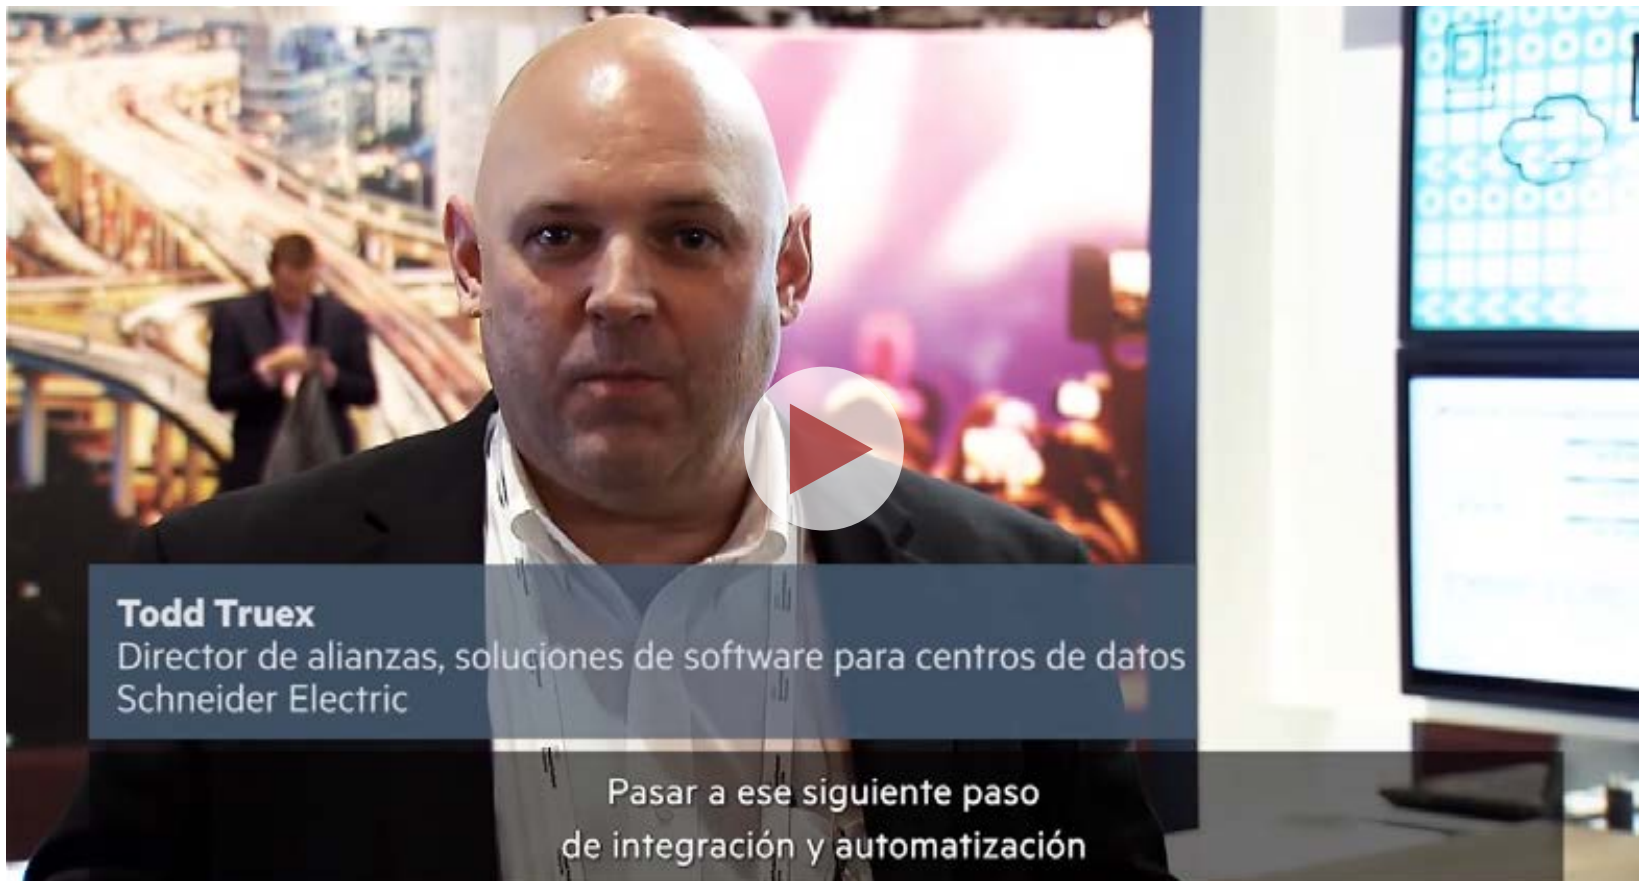 Todd Truex
Director de alianzas, soluciones de software para centros de datos
Schneider Electric
Pasar a ese siguiente paso
de integración y automatización